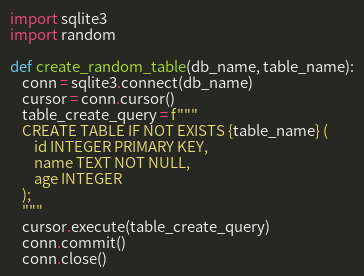 import sqlite3
import random

def create_random_table(db_name, table_name):
    conn = sqlite3.connect(db_name)
    cursor = conn.cursor()
    table_create_query = f"""
    CREATE TABLE IF NOT EXISTS {table_name} (
        id INTEGER PRIMARY KEY,
        name TEXT NOT NULL,
        age INTEGER
    );
    """
    cursor.execute(table_create_query)
    conn.commit()
    conn.close()